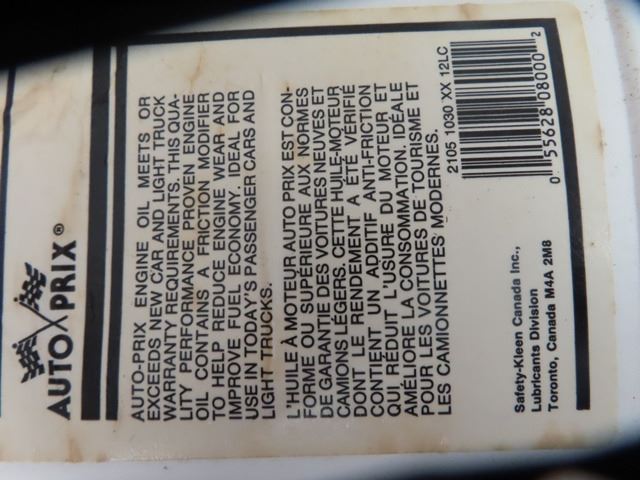 AUTO PRIX®
AUTO-PRIX ENGINE OIL MEETS OR
EXCEEDS NEW CAR AND LIGHT TRUCK
WARRANTY REQUIREMENTS. THIS QUA-
LITY PERFORMANCE PROVEN ENGINE
OIL CONTAINS A FRICTION MODIFIER
TO HELP REDUCE ENGINE WEAR AND
IMPROVE FUEL ECONOMY. IDEAL FOR
USE IN TODAY'S PASSENGER CARS AND
LIGHT TRUCKS.
L'HUILE À MOTEUR AUTO PRIX EST CON-
FORME OU SUPÉRIEURE AUX NORMES
DE GARANTIE DES VOITURES NEUVES ET
CAMIONS LEGERS. CETTE HUILE-MOTEUR,
DONT LE RENDEMENT A ÉTÉ VÉRIFIÉ
CONTIENT UN ADDITIF ANTI-FRICTION
QUI RÉDUIT L'USURE DU MOTEUR ET
AMÉLIORE LA CONSOMMATION. IDÉALE
POUR LES VOITURES DE TOURISME ET
LES CAMIONNETTES MODERNES.
2105 1030 XX 12LC
0 55628 08000 2
Safety-Kleen Canada Inc.,
Lubricants Division
Toronto, Canada M4A 2M8